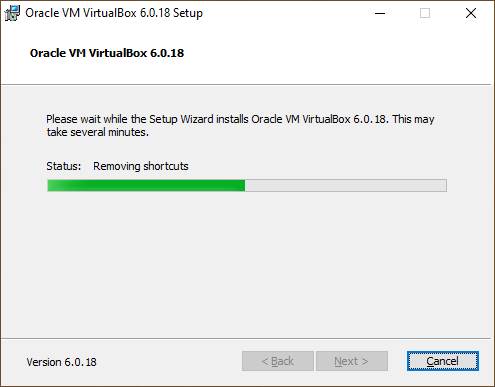 Oracle VM VirtualBox 6.0.18 Setup
Oracle VM VirtualBox 6.0.18
Please wait while the Setup Wizard installs Oracle VM VirtualBox 6.0.18. This may
take several minutes.
Status: Removing shortcuts
Version 6.0.18
< Back
Next >
Cancel